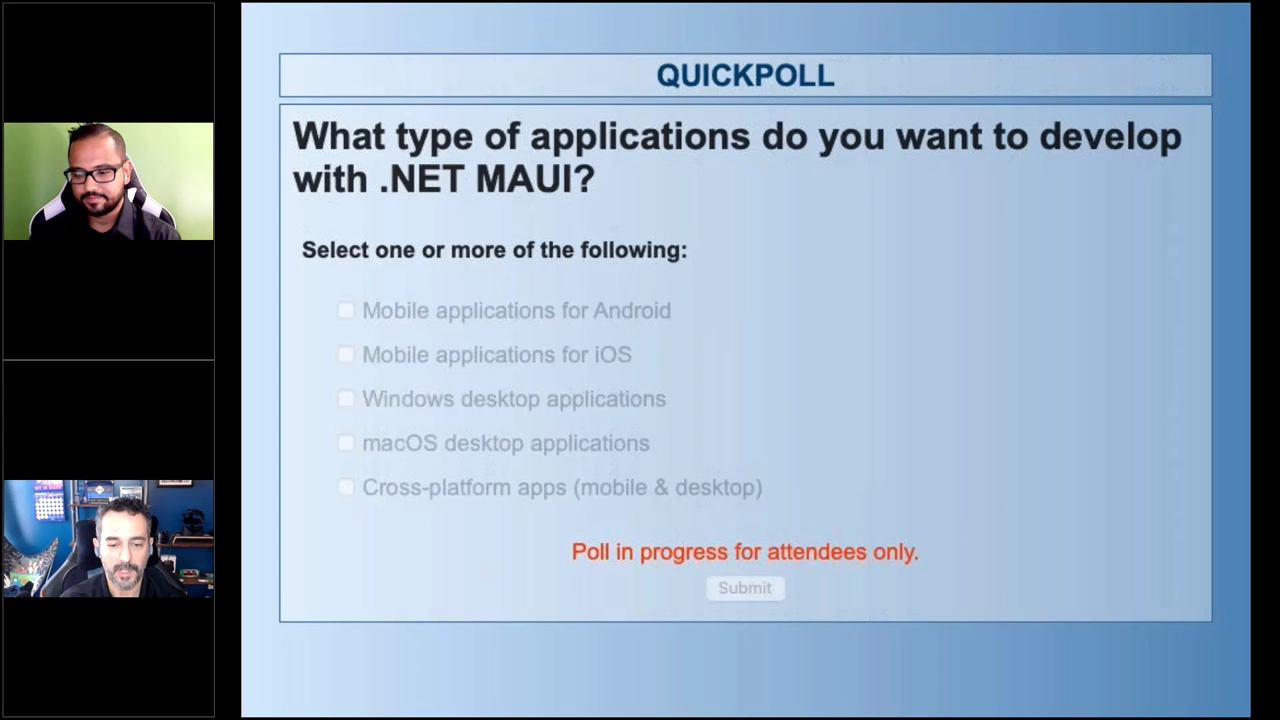 QUICKPOLL
What type of applications do you want to develop
with .NET MAUI?
Select one or more of the following:
Mobile applications for Android
Mobile applications for iOS
Windows desktop applications
macOS desktop applications
Cross-platform apps (mobile & desktop)
Poll in progress for attendees only.
Submit